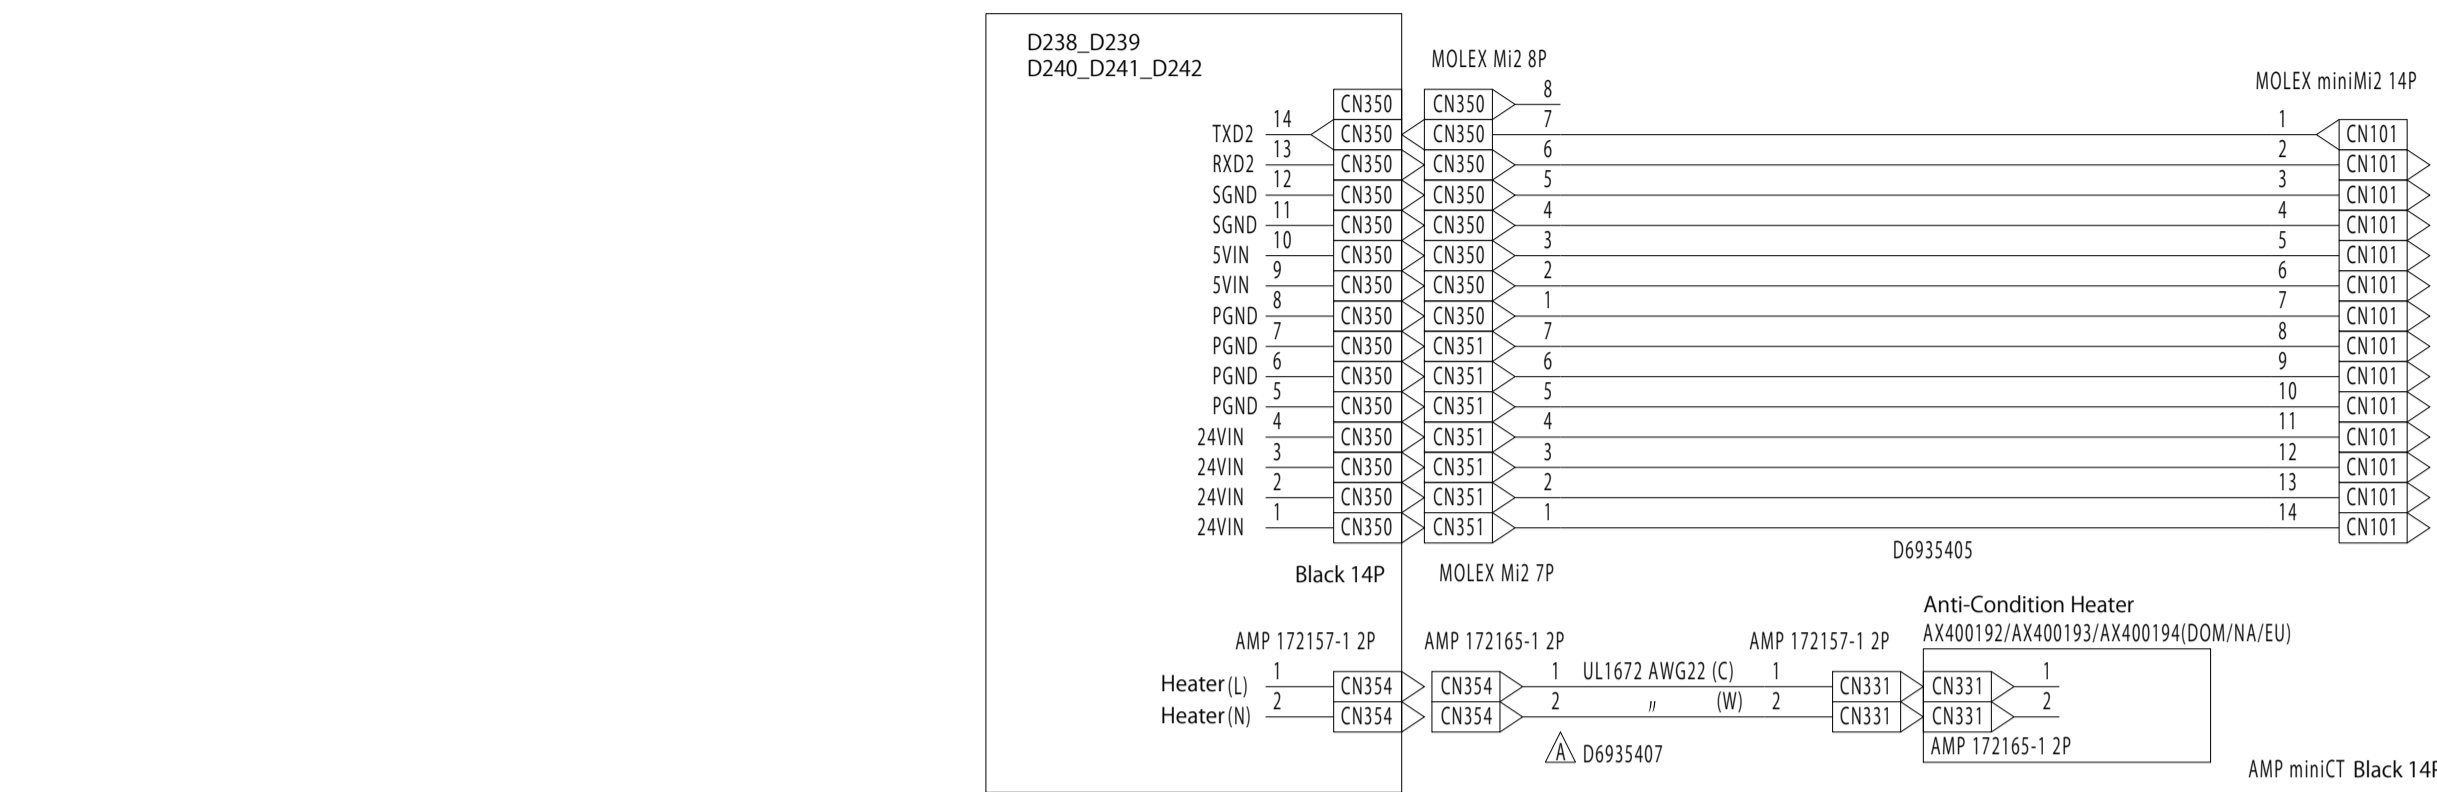 D238_D239
D240_D241_D242
MOLEX Mi2 8P
MOLEX miniMi2 14P
CN350 CN350 8
TXD2 14 CN350 CN350 7 1 CN101
RXD2 13 CN350 CN350 6 2 CN101
SGND 12 CN350 CN350 5 3 CN101
SGND 11 CN350 CN350 4 4 CN101
5VIN 10 CN350 CN350 3 5 CN101
5VIN 9 CN350 CN350 2 6 CN101
PGND 8 CN350 CN350 1 7 CN101
PGND 7 CN350 CN351 7 8 CN101
PGND 6 CN350 CN351 6 9 CN101
PGND 5 CN350 CN351 5 10 CN101
24VIN 4 CN350 CN351 4 11 CN101
24VIN 3 CN350 CN351 3 12 CN101
24VIN 2 CN350 CN351 2 13 CN101
24VIN 1 CN350 CN351 1 14 CN101
D6935405
Black 14P MOLEX Mi2 7P
Anti-Condition Heater
AX400192/AX400193/AX400194(DOM/NA/EU)
AMP 172157-1 2P AMP 172165-1 2P AMP 172157-1 2P
Heater(L) 1 CN354 CN354 1 UL1672 AWG22 (C) 1 CN331 CN331 1
Heater(N) 2 CN354 CN354 2 〃 (W) 2 CN331 CN331 2
AMP 172165-1 2P
A D6935407
AMP miniCT Black 14P